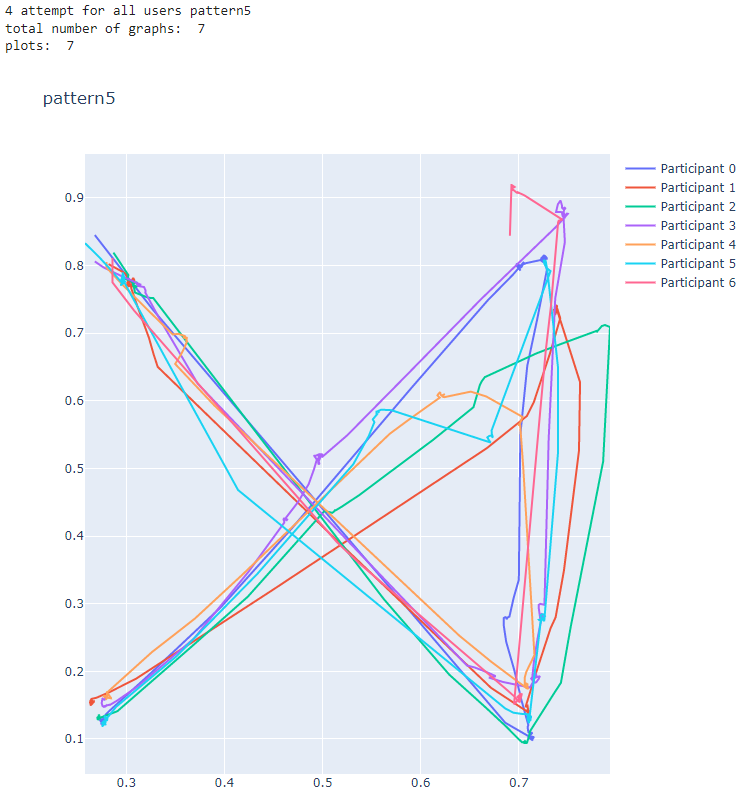 4 attempt for all users pattern5
total number of graphs:  7
plots:  7
pattern5
Participant 0
Participant 1
Participant 2
Participant 3
Participant 4
Participant 5
Participant 6
0.9
0.8
0.7
0.6
0.5
0.4
0.3
0.2
0.1
0.3 0.4 0.5 0.6 0.7